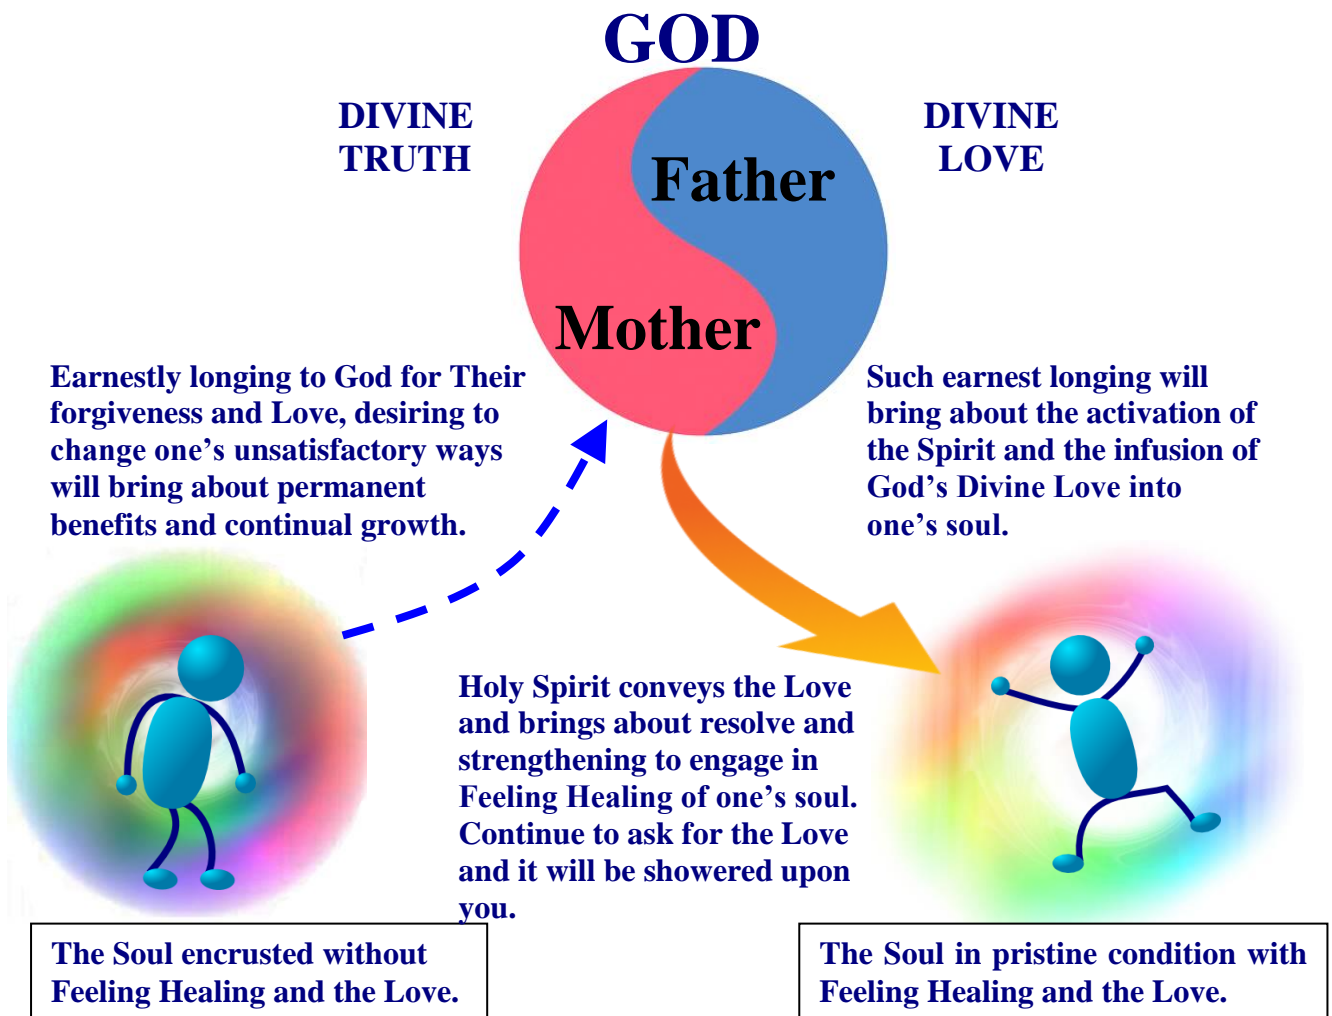 GOD
DIVINE
TRUTH
DIVINE
LOVE
Father
Mother
Earnestly longing to God for Their
forgiveness and Love, desiring to
change one’s unsatisfactory ways
will bring about permanent
benefits and continual growth.
Such earnest longing will
bring about the activation of
the Spirit and the infusion of
God’s Divine Love into
one’s soul.
Holy Spirit conveys the Love
and brings about resolve and
strengthening to engage in
Feeling Healing of one’s soul.
Continue to ask for the Love
and it will be showered upon
you.
The Soul encrusted without
Feeling Healing and the Love.
The Soul in pristine condition with
Feeling Healing and the Love.